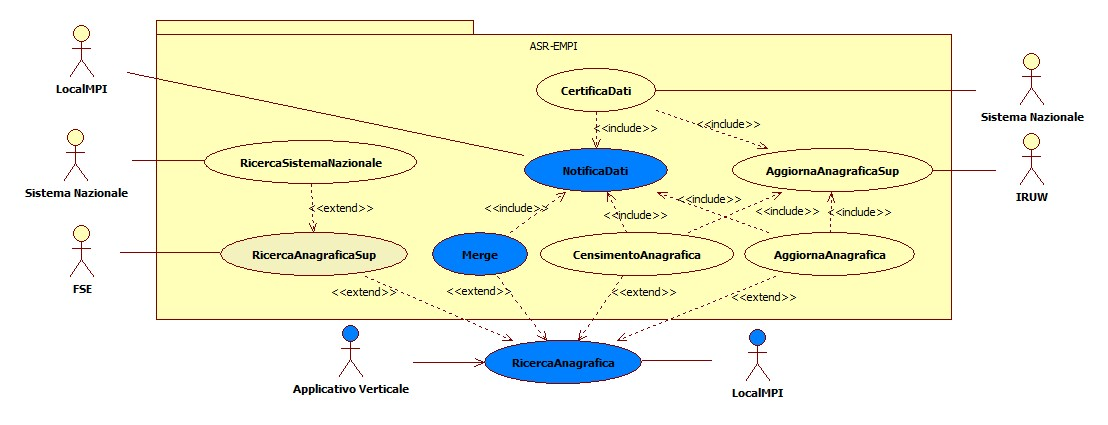 ASR-EMPI
LocalMPI
CertificaDati
Sistema Nazionale
<<include>>
<<include>>
RicercaSistemaNazionale
NotificaDati
AggiornaAnagraficaSup
Sistema Nazionale
IRUW
<<extend>>
<<include>>
<<include>>
<<include>>
<<include>>
RicercaAnagraficaSup
Merge
CensimentoAnagrafica
AggiornaAnagrafica
FSE
<<extend>>
<<extend>>
<<extend>>
<<extend>>
RicercaAnagrafica
Applicativo Verticale
LocalMPI